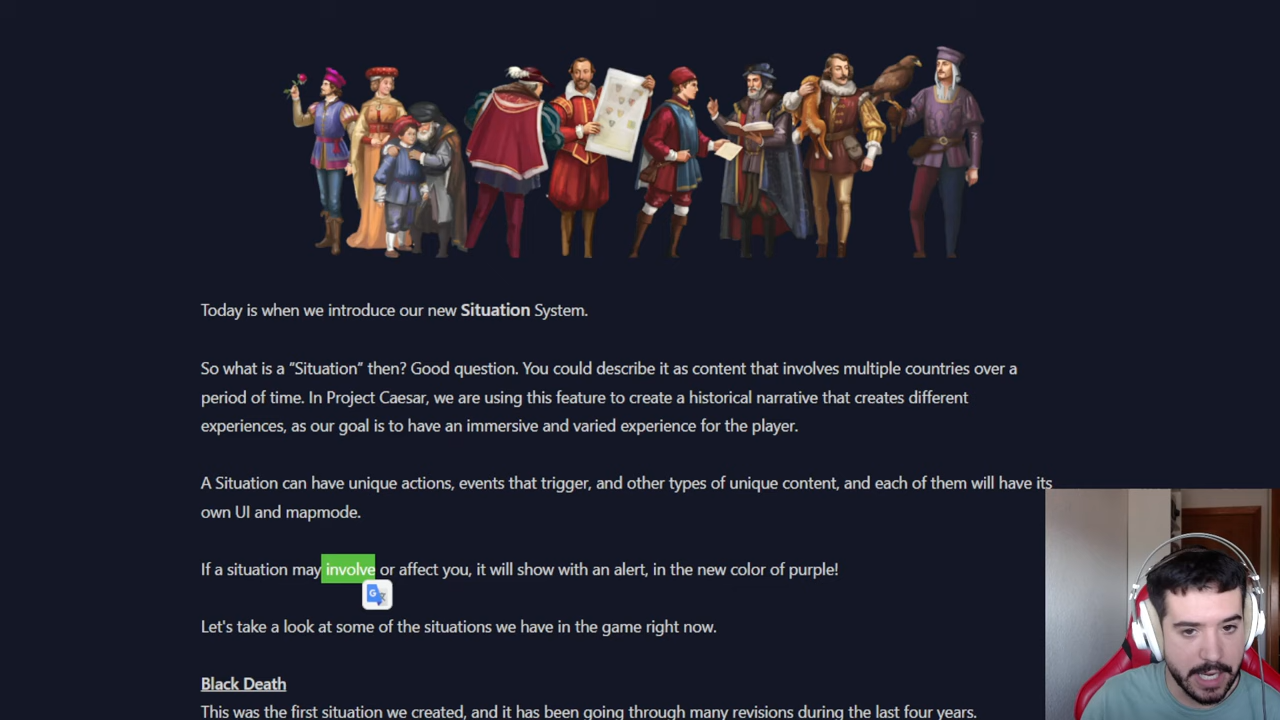 Today is when we introduce our new Situation System.
So what is a “Situation” then? Good question. You could describe it as content that involves multiple countries over a
period of time. In Project Caesar, we are using this feature to create a historical narrative that creates different
experiences, as our goal is to have an immersive and varied experience for the player.
A Situation can have unique actions, events that trigger, and other types of unique content, and each of them will have its
own UI and mapmode.
If a situation may involve or affect you, it will show with an alert, in the new color of purple!
Let's take a look at some of the situations we have in the game right now.
Black Death
This was the first situation we created, and it has been going through many revisions during the last four years.